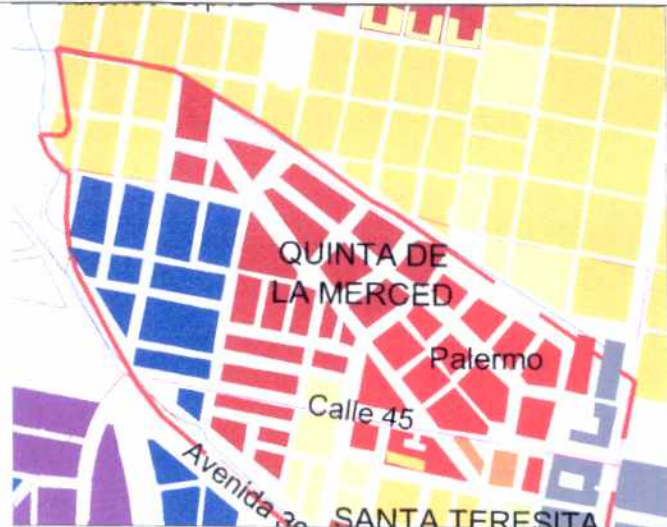 QUINTA DE
LA MERCED
Palermo
Calle 45
Avenida
SANTA TERESITA